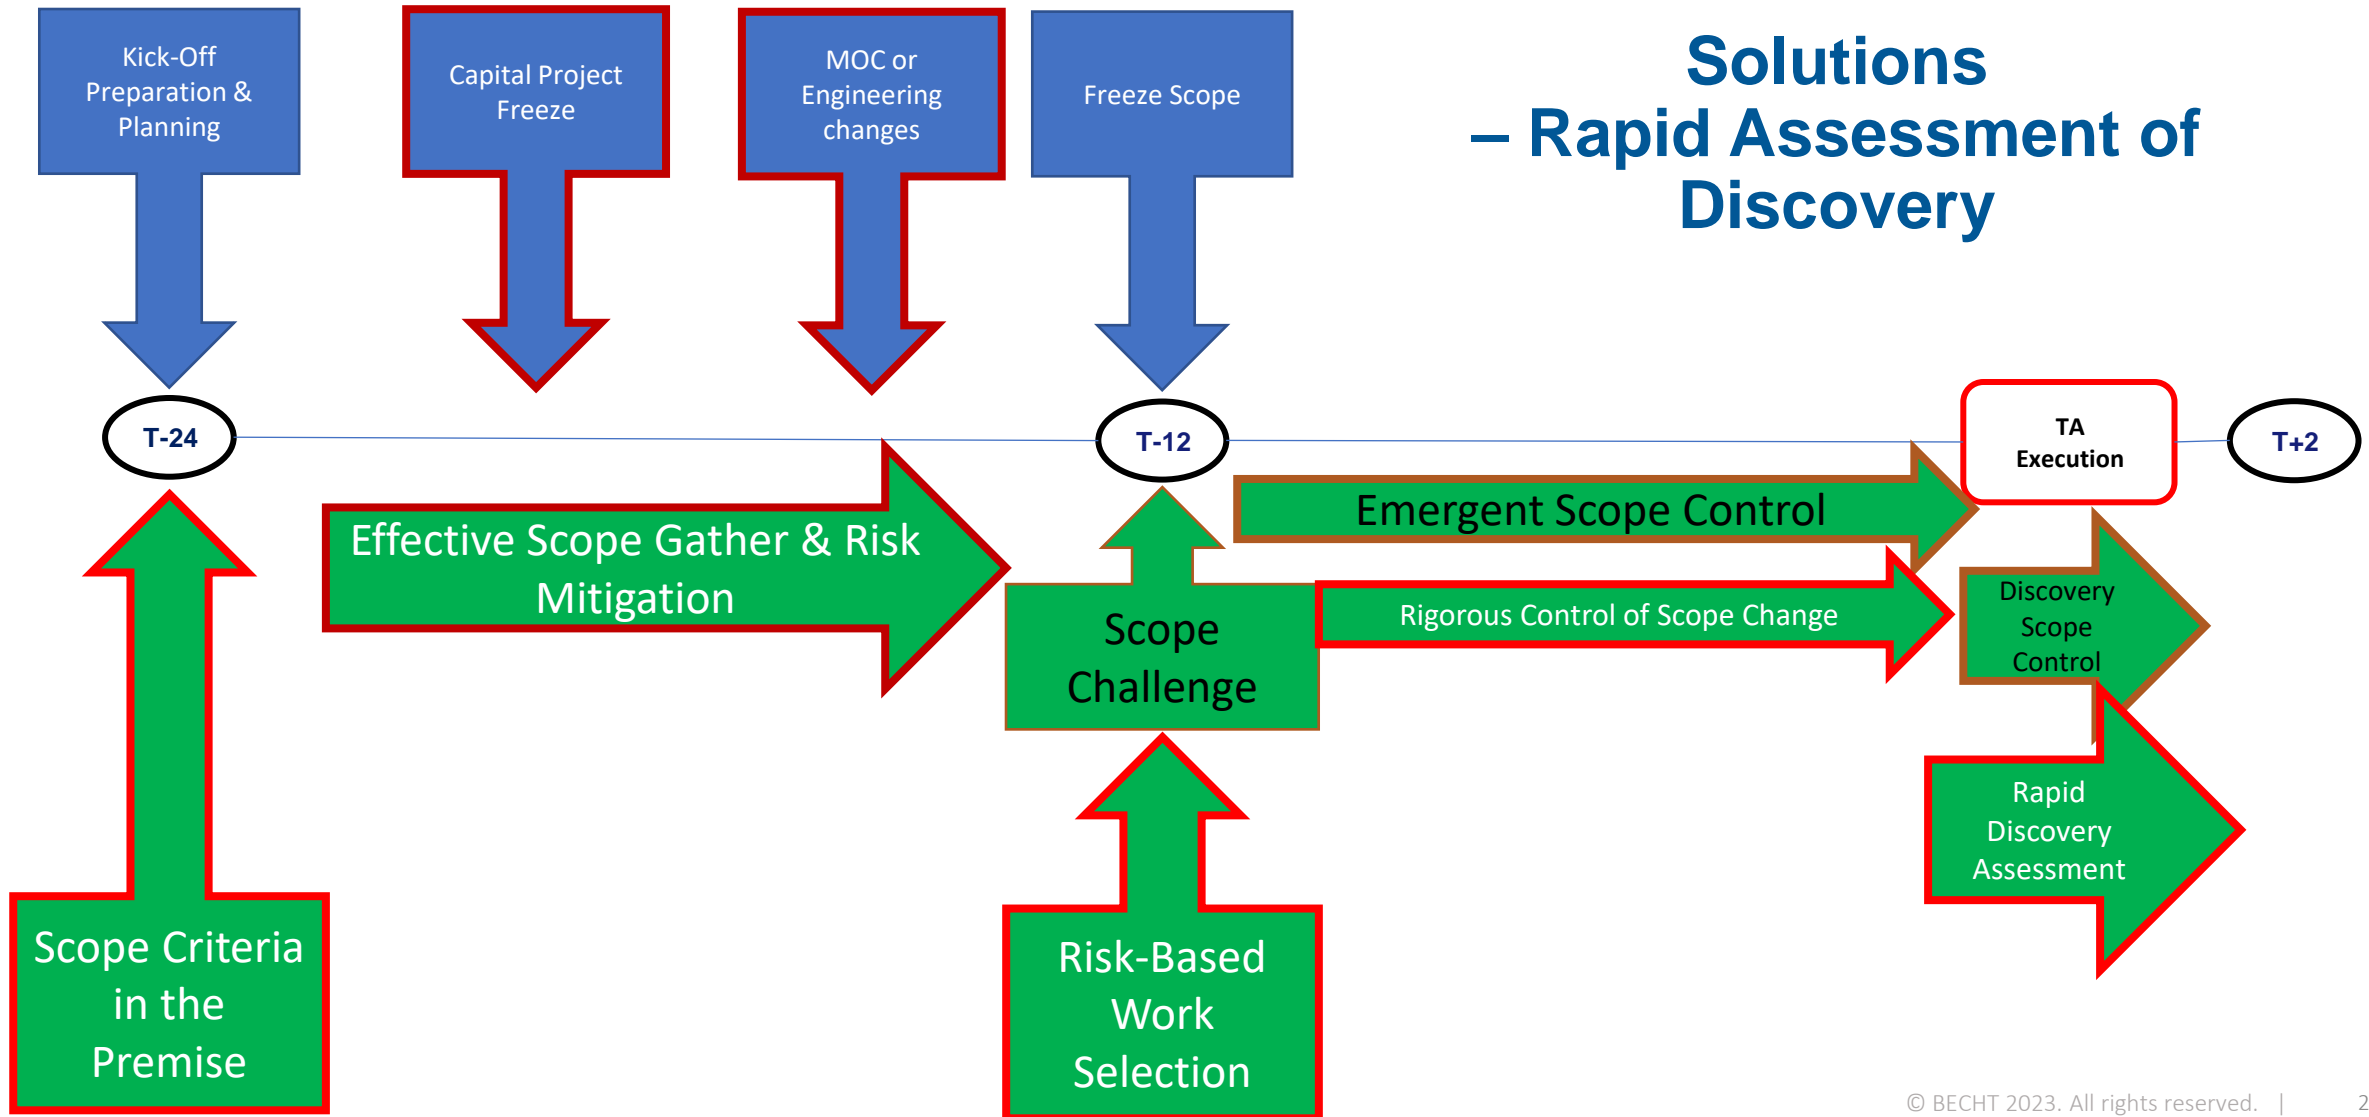 Solutions
– Rapid Assessment of
Discovery
Kick-Off
Preparation &
Planning
Capital Project
Freeze
MOC or
Engineering
changes
Freeze Scope
T-24
T-12
TA
Execution
T+2
Effective Scope Gather & Risk
Mitigation
Emergent Scope Control
Rigorous Control of Scope Change
Scope
Challenge
Discovery
Scope
Control
Rapid
Discovery
Assessment
Scope Criteria
in the
Premise
Risk-Based
Work
Selection
© BECHT 2023. All rights reserved. | 2